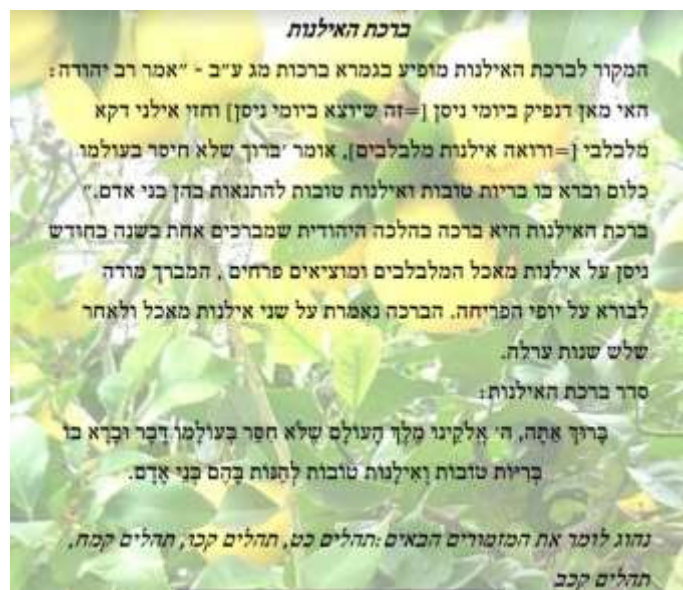 ברכת האילנות
המקור לברכת האילנות מופיע בגמרא ברכות מג ע״ב - ״אמר רב יהודה:
האי מאן דנפיק ביומי ניסן [=זה שיוצא ביומי ניסן] וחזי אילני דקא
מלבלבי [=ורואה אילנות מלבלבים], אומר 'ברוך שלא חיסר בעולמו
כלום וברא בו בריות טובות ואילנות טובות להתנאות בהן בני אדם.״
ברכת האילנות היא ברכה בהלכה היהודית שמברכים אחת בשנה בחודש
ניסן על אילנות מאכל המלבלבים ומוציאים פרחים , המברך מודה
לבורא על יופי הפריחה. הברכה נאמרת על שני אילנות מאכל ולאחר
שלש שנות ערלה.
סדר ברכת האילנות:
בָּרוּךְ אַתָּה, ה' אֱלֹקֵינוּ מֶלֶךְ הָעוֹלָם שֶׁלֹּא חִסַּר בְּעוֹלָמוֹ דָּבָר וּבָרָא בוֹ
בְּרִיּוֹת טוֹבוֹת וְאִילָנוֹת טוֹבוֹת לֵהָנוֹת בָּהֶם בְּנֵי אָדָם.
נהוג לומר את המזמורים הבאים :תהלים כט, תהלים קכו, תהלים קמח,
תהלים קכב